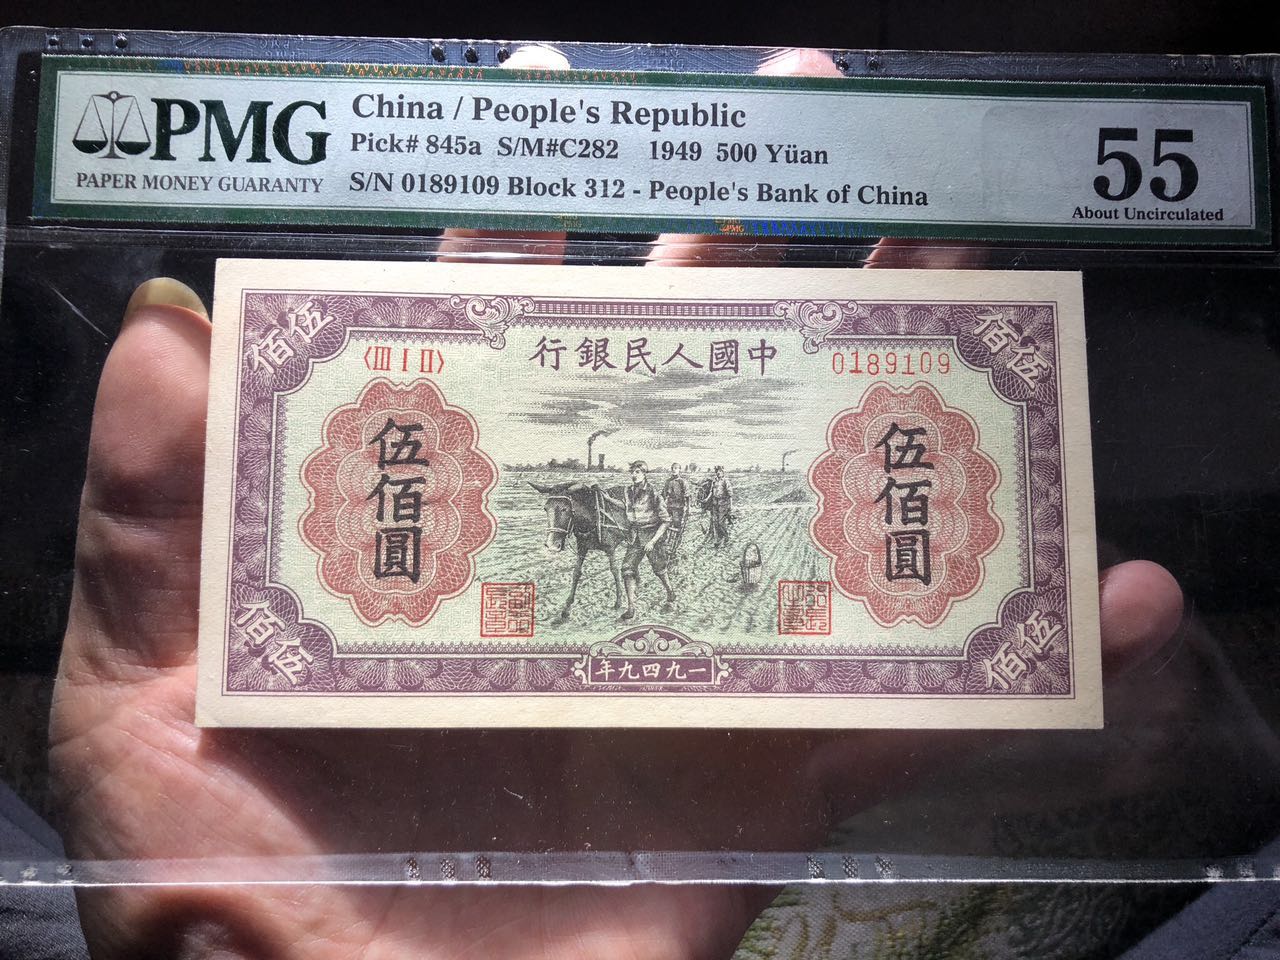 PMG
PAPER MONEY GUARANTY
China / People's Republic
Pick# 845a S/M#C282 1949 500 Yüan
S/N 0189109 Block 312 - People's Bank of China
55
About Uncirculated
佰伍
佰伍
行銀民人國中
〈III I II〉
0189109
伍佰圓
伍佰圓
佰伍
佰伍
年九四九一